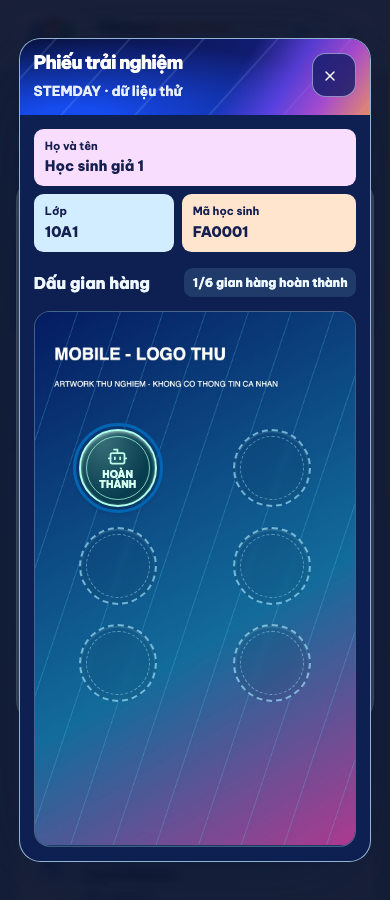 Phiếu trải nghiệm
STEMDAY · dữ liệu thử
Họ và tên
Học sinh giả 1
Lớp
10A1
Mã học sinh
FA0001
Dấu gian hàng
1/6 gian hàng hoàn thành
MOBILE - LOGO THU
ARTWORK THU NGHIEM - KHONG CO THONG TIN CA NHAN
HOÀN
THÀNH